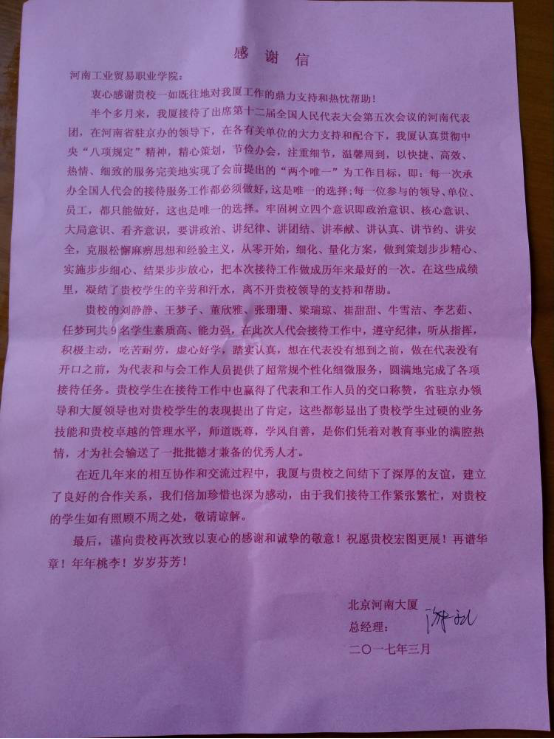 感谢信
河南工业贸易职业学院：
衷心感谢贵校一如既往地对我厦工作的鼎力支持和热忱帮助！
半个多月来，我厦接待了出席第十二届全国人民代表大会第五次会议的河南代表
团，在河南省驻京办的领导下，在各有关单位的大力支持和配合下，我厦认真贯彻中
央“八项规定”精神，精心策划，节俭办会，注重细节，温馨周到，以快捷、高效、
热情、细致的服务完美地实现了会前提出的“两个唯一”为工作目标，即：每一次承
办全国人代会的接待服务工作都必须做好，这是唯一的选择；每一位参与的领导、单位、
员工，都只能做好，这也是唯一的选择。牢固树立四个意识即政治意识、核心意识、
大局意识、看齐意识，要讲政治、讲纪律、讲团结、讲奉献、讲认真、讲节约、讲安
全，克服松懈麻痹思想和经验主义，从零开始，细化、量化方案，做到策划步步精心、
实施步步细心、结果步步放心，把本次接待工作做成历年来最好的一次。在这些成绩
里，凝结了贵校学生的辛劳和汗水，离不开贵校领导的支持和帮助。
贵校的刘静静、王梦子、董欣雅、张珊珊、梁瑞琼、崔甜甜、牛雪洁、李艺茹、
任梦珂共9名学生素质高、能力强，在此次人代会接待工作中，遵守纪律，听从指挥，
积极主动，吃苦耐劳，虚心好学，踏实认真，想在代表没有想到之前，做在代表没有
开口之前，为代表和与会工作人员提供了超常规个性化细微服务，圆满地完成了各项
接待任务。贵校学生在接待工作中也赢得了代表和工作人员的交口称赞，省驻京办领
导和大厦领导也对贵校学生的表现提出了肯定，这些都彰显出了贵校学生过硬的业务
技能和贵校卓越的管理水平，师道既尊，学风自善，是你们凭着对教育事业的满腔热
情，才为社会输送了一批批德才兼备的优秀人才。
在近几年来的相互协作和交流过程中，我厦与贵校之间结下了深厚的友谊，建立
了良好的合作关系，我们倍加珍惜也深为感动，由于我们接待工作紧张繁忙，对贵校
的学生如有照顾不周之处，敬请谅解。
最后，谨向贵校再次致以衷心的感谢和诚挚的敬意！祝愿贵校宏图更展！再谱华
章！年年桃李！岁岁芬芳！
北京河南大厦
总经理：
二〇一七年三月